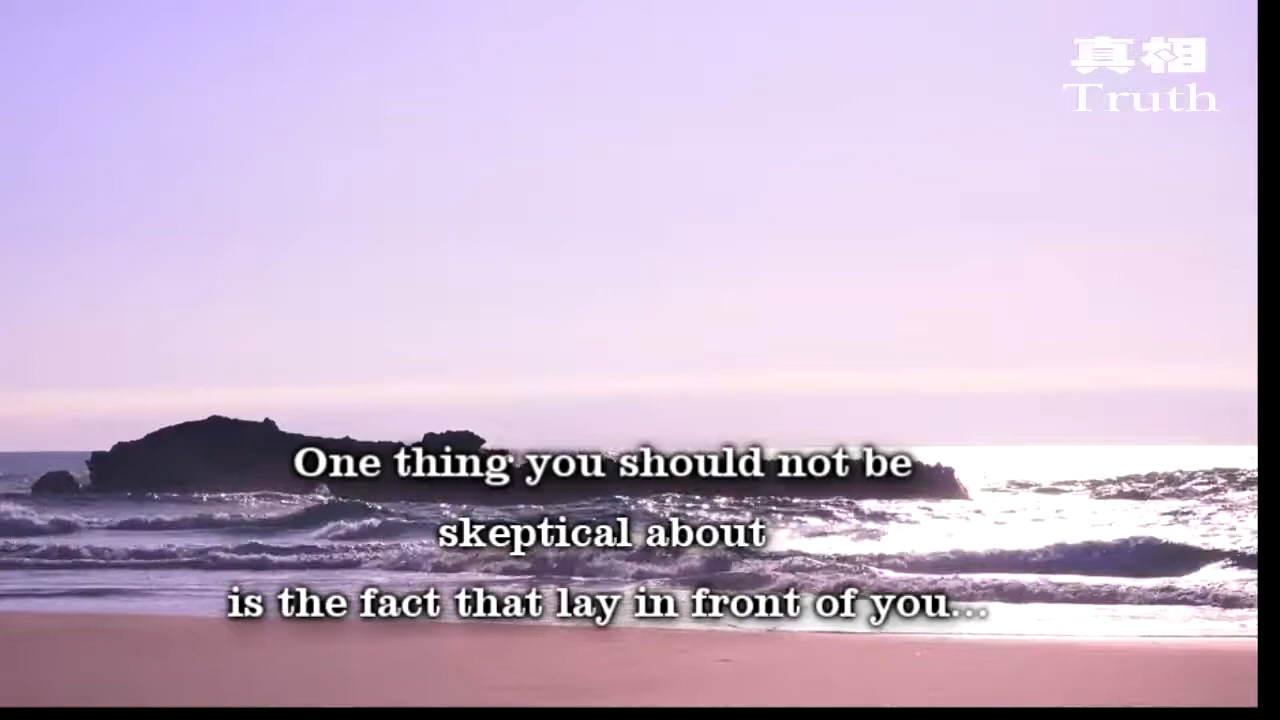 真相
Truth
One thing you should not be
skeptical about
is the fact that lay in front of you...